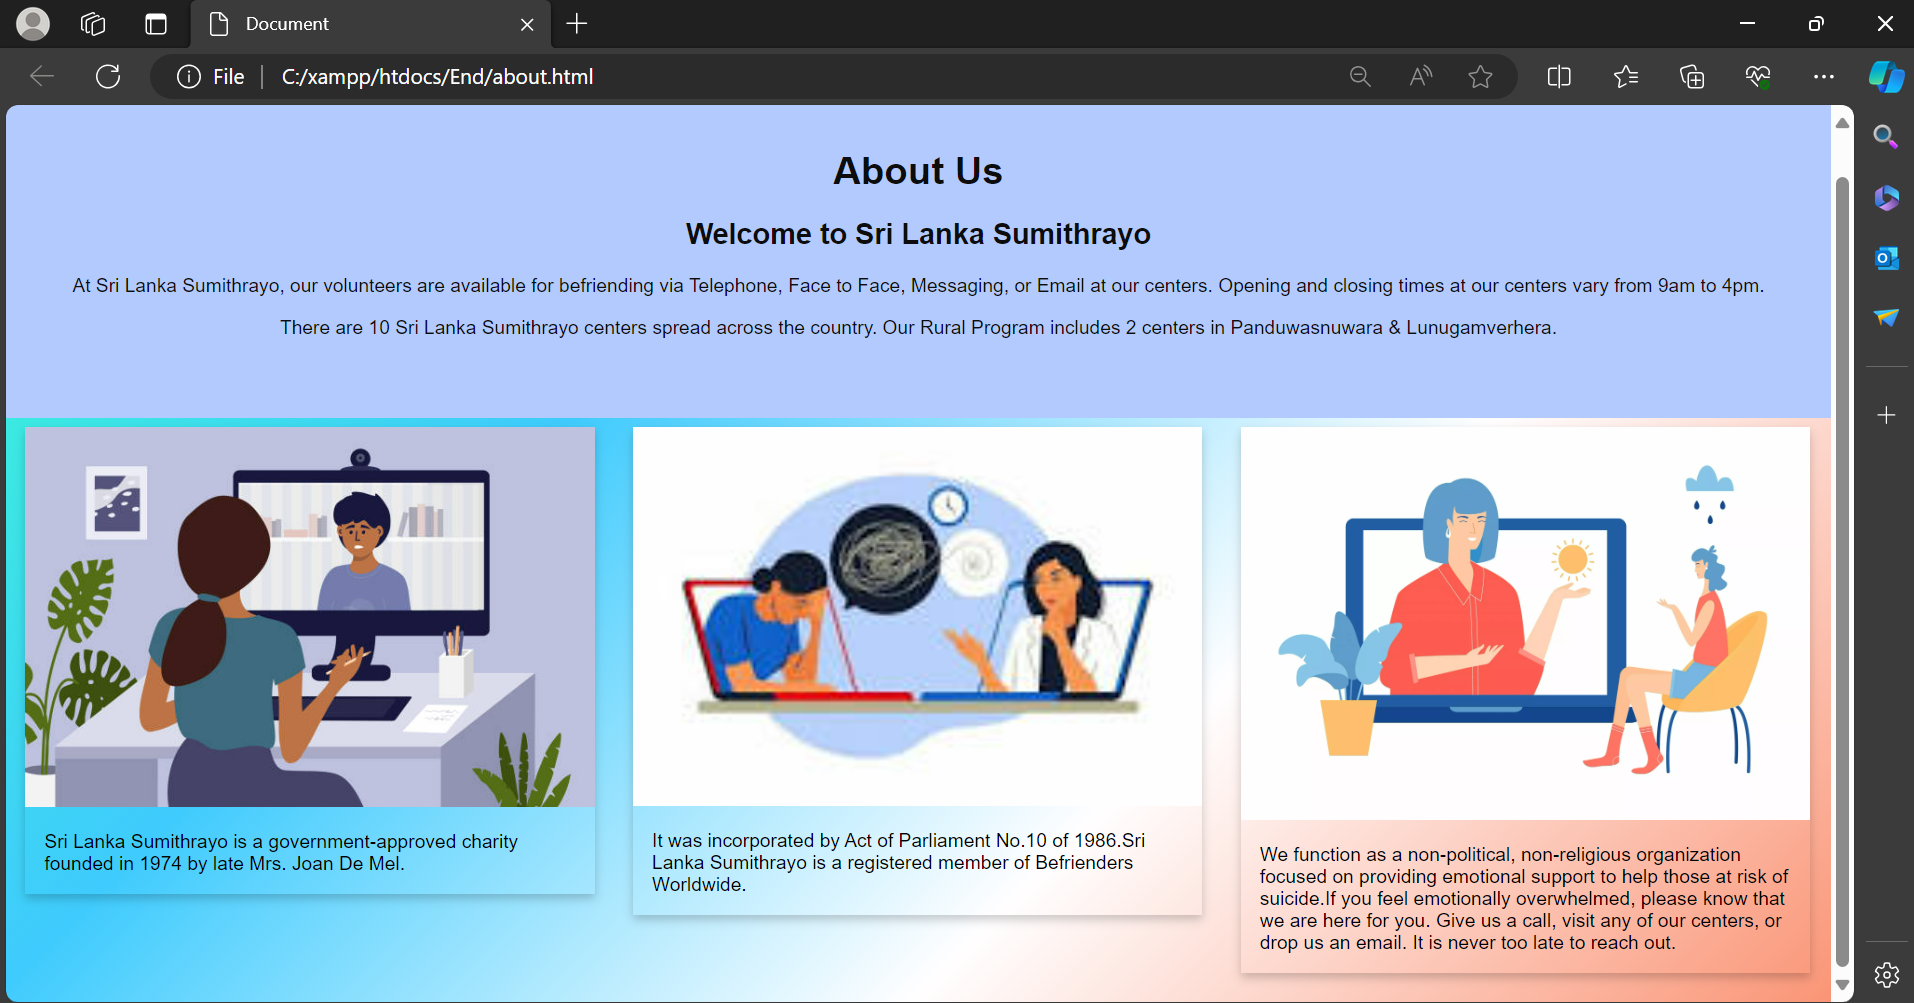 Document
File
C:/xampp/htdocs/End/about.html
About Us
Welcome to Sri Lanka Sumithrayo
At Sri Lanka Sumithrayo, our volunteers are available for befriending via Telephone, Face to Face, Messaging, or Email at our centers. Opening and closing times at our centers vary from 9am to 4pm.
There are 10 Sri Lanka Sumithrayo centers spread across the country. Our Rural Program includes 2 centers in Panduwasnuwara & Lunugamverhera.
Sri Lanka Sumithrayo is a government-approved charity
founded in 1974 by late Mrs. Joan De Mel.
It was incorporated by Act of Parliament No.10 of 1986.Sri
Lanka Sumithrayo is a registered member of Befrienders
Worldwide.
We function as a non-political, non-religious organization
focused on providing emotional support to help those at risk of
suicide.If you feel emotionally overwhelmed, please know that
we are here for you. Give us a call, visit any of our centers, or
drop us an email. It is never too late to reach out.